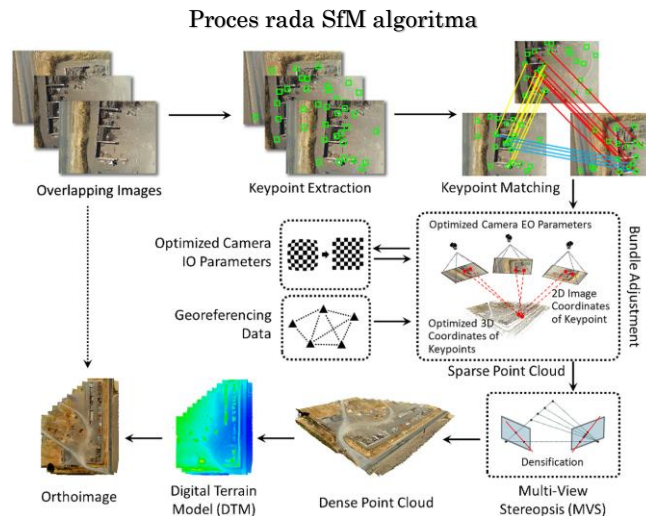 Proces rada SfM algoritma
Overlapping Images
Keypoint Extraction
Keypoint Matching
Optimized Camera
IO Parameters
Georeferencing
Data
Optimized Camera EO Parameters
2D Image
Coordinates
of Keypoint
Optimized 3D
Coordinates of
Keypoints
Bundle Adjustment
Sparse Point Cloud
Densification
Multi-View
Stereopsis (MVS)
Dense Point Cloud
Digital Terrain
Model (DTM)
Orthoimage